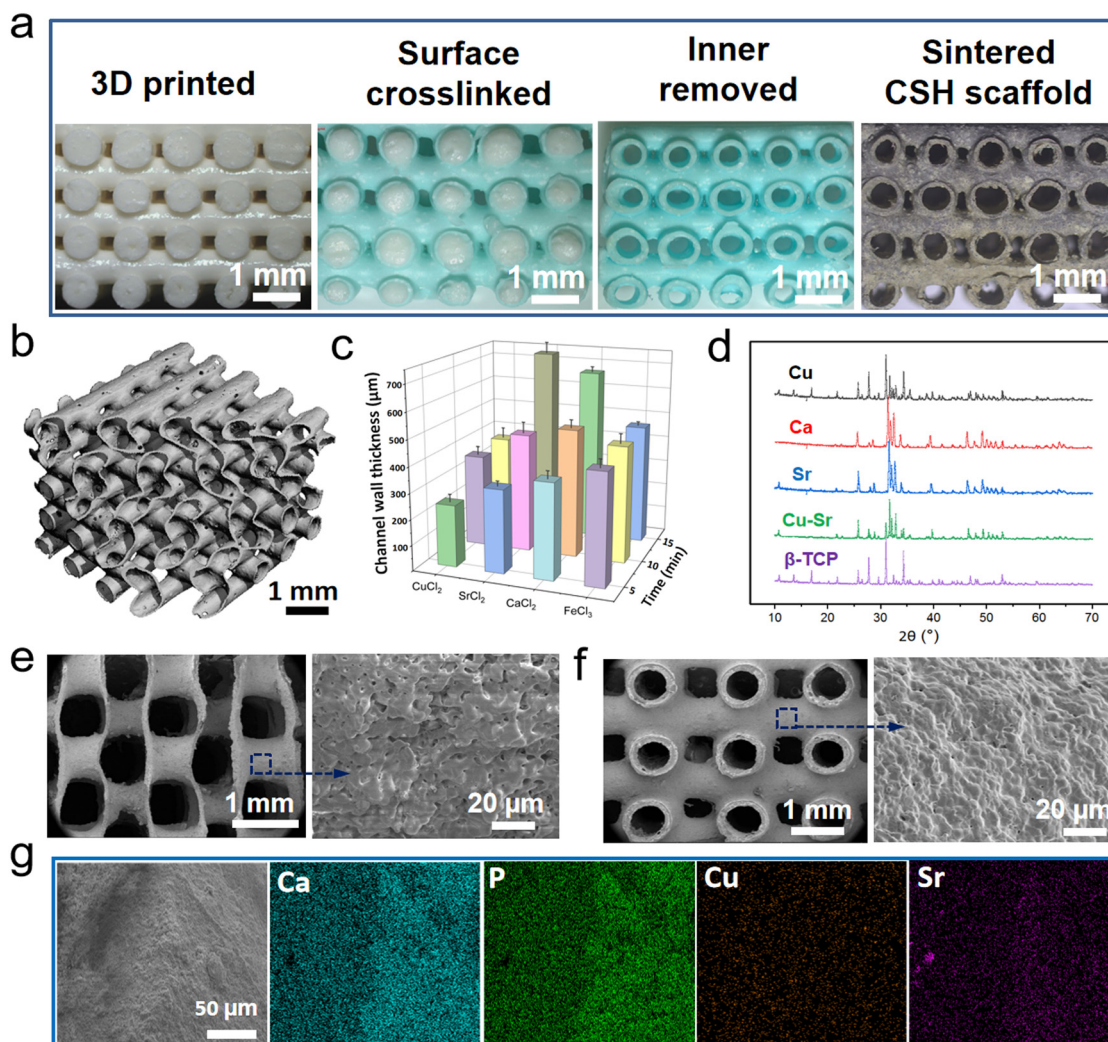 a
3D printed
Surface
crosslinked
Inner
removed
Sintered
CSH scaffold
1 mm
1 mm
1 mm
1 mm
b
1 mm
c
Channel wall thickness (μm)
700
600
500
400
300
200
100
CuCl2
SrCl2
CaCl2
FeCl3
5
10
15
Time (min)
d
Cu
Ca
Sr
Cu-Sr
β-TCP
10 20 30 40 50 60 70
2θ (°)
e
1 mm
20 μm
f
1 mm
20 μm
g
50 μm
Ca
P
Cu
Sr